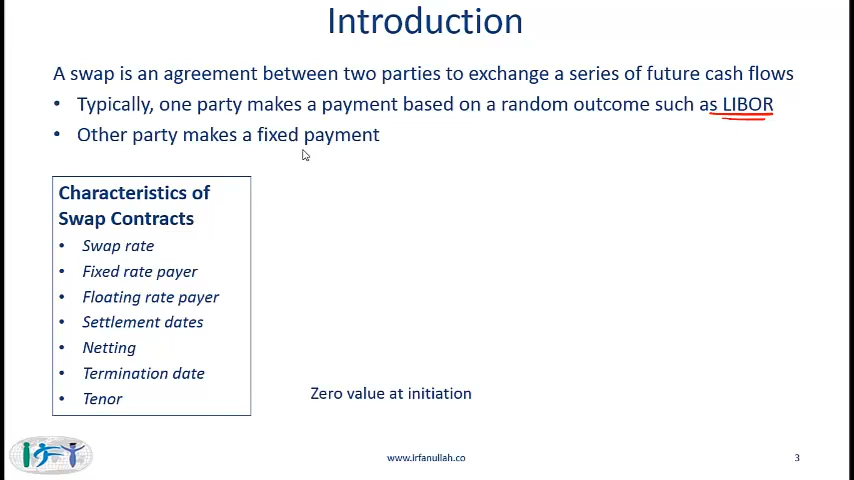 Introduction
A swap is an agreement between two parties to exchange a series of future cash flows
• Typically, one party makes a payment based on a random outcome such as LIBOR
• Other party makes a fixed payment
Characteristics of
Swap Contracts
• Swap rate
• Fixed rate payer
• Floating rate payer
• Settlement dates
• Netting
• Termination date
• Tenor
Zero value at initiation
www.irfanullah.co
3